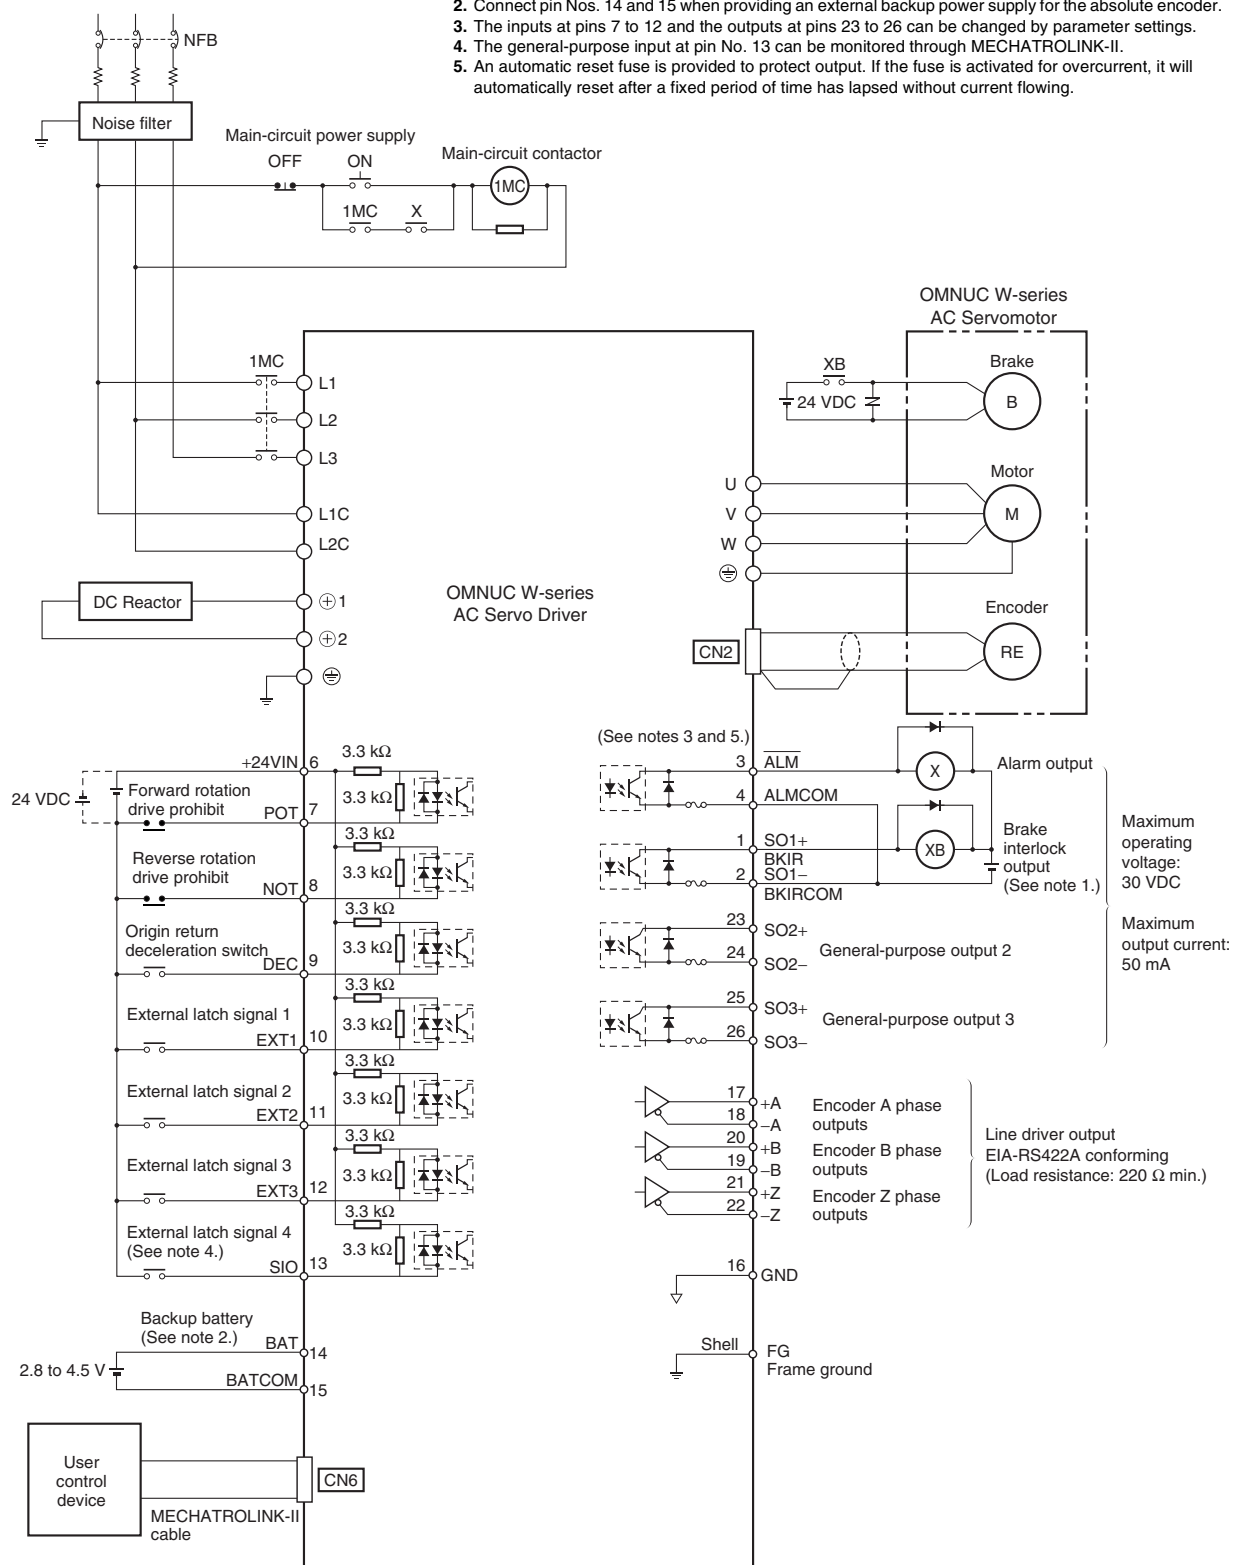 2. Connect pin Nos. 14 and 15 when providing an external backup power supply for the absolute encoder.
3. The inputs at pins 7 to 12 and the outputs at pins 23 to 26 can be changed by parameter settings.
4. The general-purpose input at pin No. 13 can be monitored through MECHATROLINK-II.
5. An automatic reset fuse is provided to protect output. If the fuse is activated for overcurrent, it will
automatically reset after a fixed period of time has lapsed without current flowing.
NFB
Noise filter
Main-circuit power supply
OFF
ON
Main-circuit contactor
1MC
1MC
X
OMNUC W-series
AC Servomotor
1MC
L1
L2
L3
L1C
L2C
DC Reactor
1
2
OMNUC W-series
AC Servo Driver
XB
24 VDC
Brake
B
Motor
M
U
V
W
Encoder
RE
CN2
24 VDC
+24VIN
6
3.3 kΩ
3.3 kΩ
Forward rotation
drive prohibit
POT
7
3.3 kΩ
3.3 kΩ
Reverse rotation
drive prohibit
NOT
8
3.3 kΩ
3.3 kΩ
Origin return
deceleration switch
DEC
9
3.3 kΩ
3.3 kΩ
External latch signal 1
EXT1
10
3.3 kΩ
3.3 kΩ
External latch signal 2
EXT2
11
3.3 kΩ
3.3 kΩ
External latch signal 3
EXT3
12
3.3 kΩ
3.3 kΩ
External latch signal 4
(See note 4.)
SIO
13
Backup battery
(See note 2.)
BAT
14
2.8 to 4.5 V
BATCOM
15
User
control
device
CN6
MECHATROLINK-II
cable
(See notes 3 and 5.)
3
ALM
X
Alarm output
4
ALMCOM
1
SO1+
BKIR
XB
Brake
interlock
output
(See note 1.)
2
SO1−
BKIRCOM
Maximum
operating
voltage:
30 VDC
Maximum
output current:
50 mA
23
SO2+
24
SO2−
General-purpose output 2
25
SO3+
26
SO3−
General-purpose output 3
17
+A
18
−A
Encoder A phase
outputs
20
+B
19
−B
Encoder B phase
outputs
21
+Z
22
−Z
Encoder Z phase
outputs
Line driver output
EIA-RS422A conforming
(Load resistance: 220 Ω min.)
16
GND
Shell
FG
Frame ground